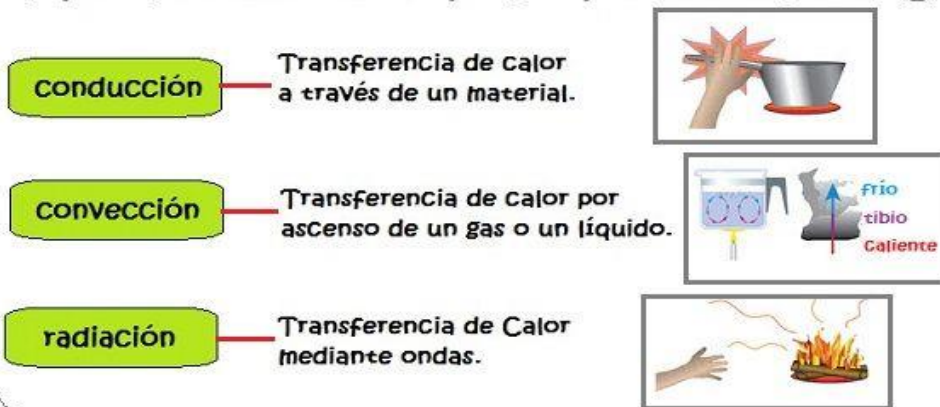 conducción
Transferencia de calor
a través de un material.
convección
Transferencia de calor por
ascenso de un gas o un líquido.
frío
tibio
Caliente
radiación
Transferencia de Calor
mediante ondas.